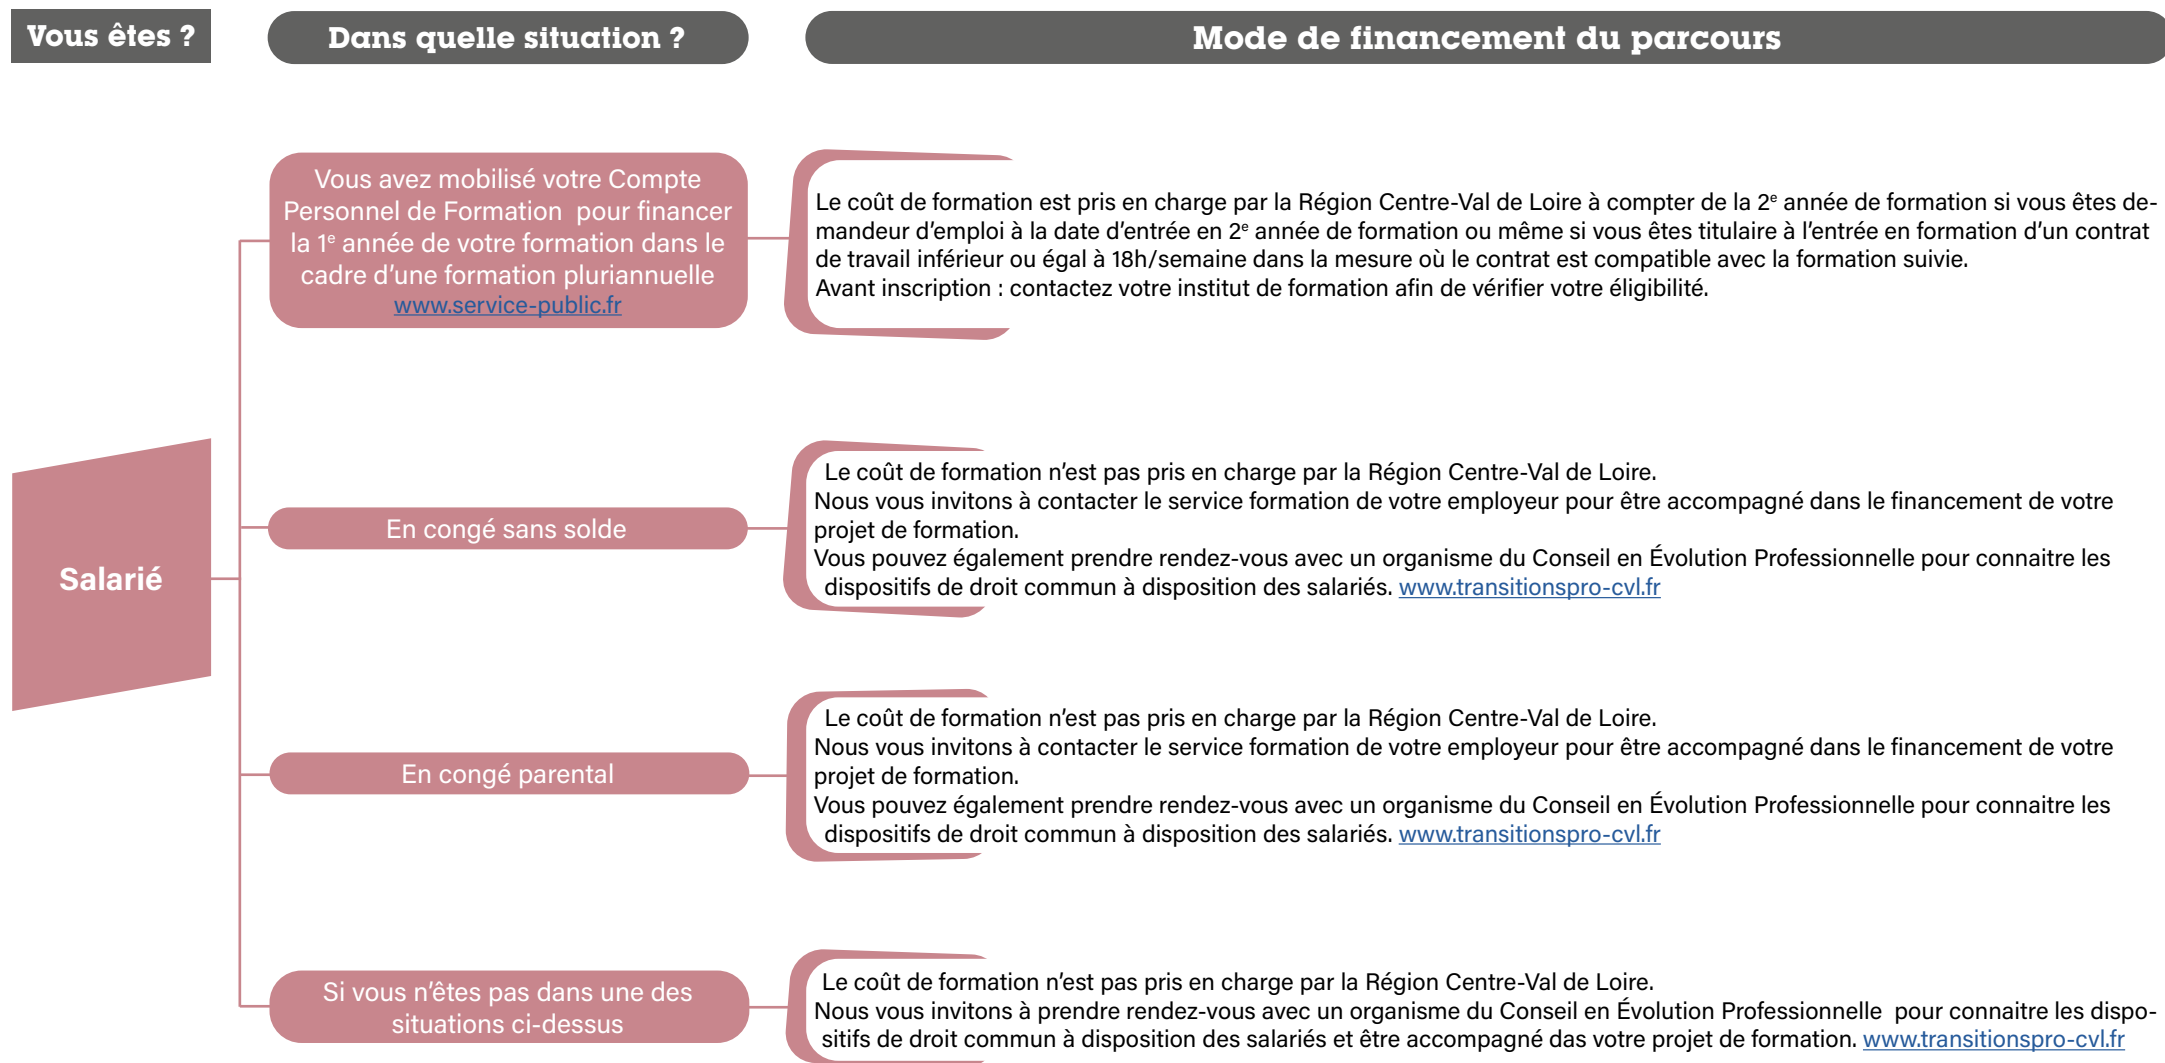 Vous êtes ?
Dans quelle situation ?
Mode de financement du parcours
Salarié
Vous avez mobilisé votre Compte
Personnel de Formation pour financer
la 1e année de votre formation dans le
cadre d'une formation pluriannuelle
www.service-public.fr
Le coût de formation est pris en charge par la Région Centre-Val de Loire à compter de la 2e année de formation si vous êtes de-
mandeur d'emploi à la date d'entrée en 2e année de formation ou même si vous êtes titulaire à l'entrée en formation d'un contrat
de travail inférieur ou égal à 18h/semaine dans la mesure où le contrat est compatible avec la formation suivie.
Avant inscription : contactez votre institut de formation afin de vérifier votre éligibilité.
En congé sans solde
Le coût de formation n'est pas pris en charge par la Région Centre-Val de Loire.
Nous vous invitons à contacter le service formation de votre employeur pour être accompagné dans le financement de votre
projet de formation.
Vous pouvez également prendre rendez-vous avec un organisme du Conseil en Évolution Professionnelle pour connaitre les
dispositifs de droit commun à disposition des salariés. www.transitionspro-cvl.fr
En congé parental
Le coût de formation n'est pas pris en charge par la Région Centre-Val de Loire.
Nous vous invitons à contacter le service formation de votre employeur pour être accompagné dans le financement de votre
projet de formation.
Vous pouvez également prendre rendez-vous avec un organisme du Conseil en Évolution Professionnelle pour connaitre les
dispositifs de droit commun à disposition des salariés. www.transitionspro-cvl.fr
Si vous n'êtes pas dans une des
situations ci-dessus
Le coût de formation n'est pas pris en charge par la Région Centre-Val de Loire.
Nous vous invitons à prendre rendez-vous avec un organisme du Conseil en Évolution Professionnelle pour connaitre les dispo-
sitifs de droit commun à disposition des salariés et être accompagné das votre projet de formation. www.transitionspro-cvl.fr